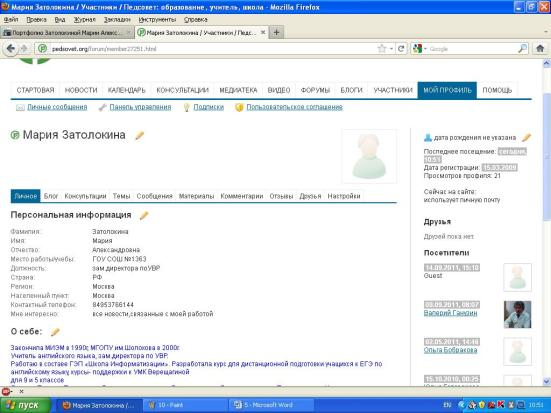 Мария Затолокина / Участники / Педсовет: образование, учитель, школа - Mozilla Firefox
Файл Правка Вид Журнал Закладки Инструменты Справка
Портфолио Затолокиной Марии Алекс... Мария Затолокина / Участники / Педсовет...
pedsovet.org/forum/member27251.html Google
СТАРТОВАЯ НОВОСТИ КАЛЕНДАРЬ КОНСУЛЬТАЦИИ МЕДИАТЕКА ВИДЕО ФОРУМЫ БЛОГИ УЧАСТНИКИ МОЙ ПРОФИЛЬ ПОМОЩЬ
Личные сообщения Панель управления Подписки Пользовательское соглашение
Мария Затолокина
дата рождения не указана
Последнее посещение: сегодня, 10:51
Дата регистрации: 15.03.2009
Просмотров профиля: 21
Сейчас на сайте:
использует личную почту
Личное Блог Консультации Темы Сообщения Материалы Комментарии Отзывы Друзья Настройки
Персональная информация
Фамилия: Затолокина
Имя: Мария
Отчество: Александровна
Место работы/учебы: ГОУ СОШ №1363
Должность: зам.директора поУВР
Страна: РФ
Регион: Москва
Населенный пункт: Москва
Контактный телефон: 84953766144
Мне интересно: все новости,связанные с моей работой
Друзья
Друзей пока нет.
Посетители
14.09.2011, 15:18
Guest
03.09.2011, 08:07
Валерий Ганузин
02.05.2011, 14:46
Ольга Бобракова
15.10.2010, 00:25
О себе:
Закончила МИЭМ в 1990г, МГОПУ им.Шолохова в 2000г.
Учитель английского языка, зам.директора по УВР.
Работаю в составе ГЭП «Школа Информатизации». Разработала курс для дистанционной подготовки учащихся к ЕГЭ по
английскому языку, курсы- поддержки к УМК Верещагиной
для 9 и 5 классов
пуск Мария Затолокина / ... 10 - Paint 5 - Microsoft Word EN 10:51